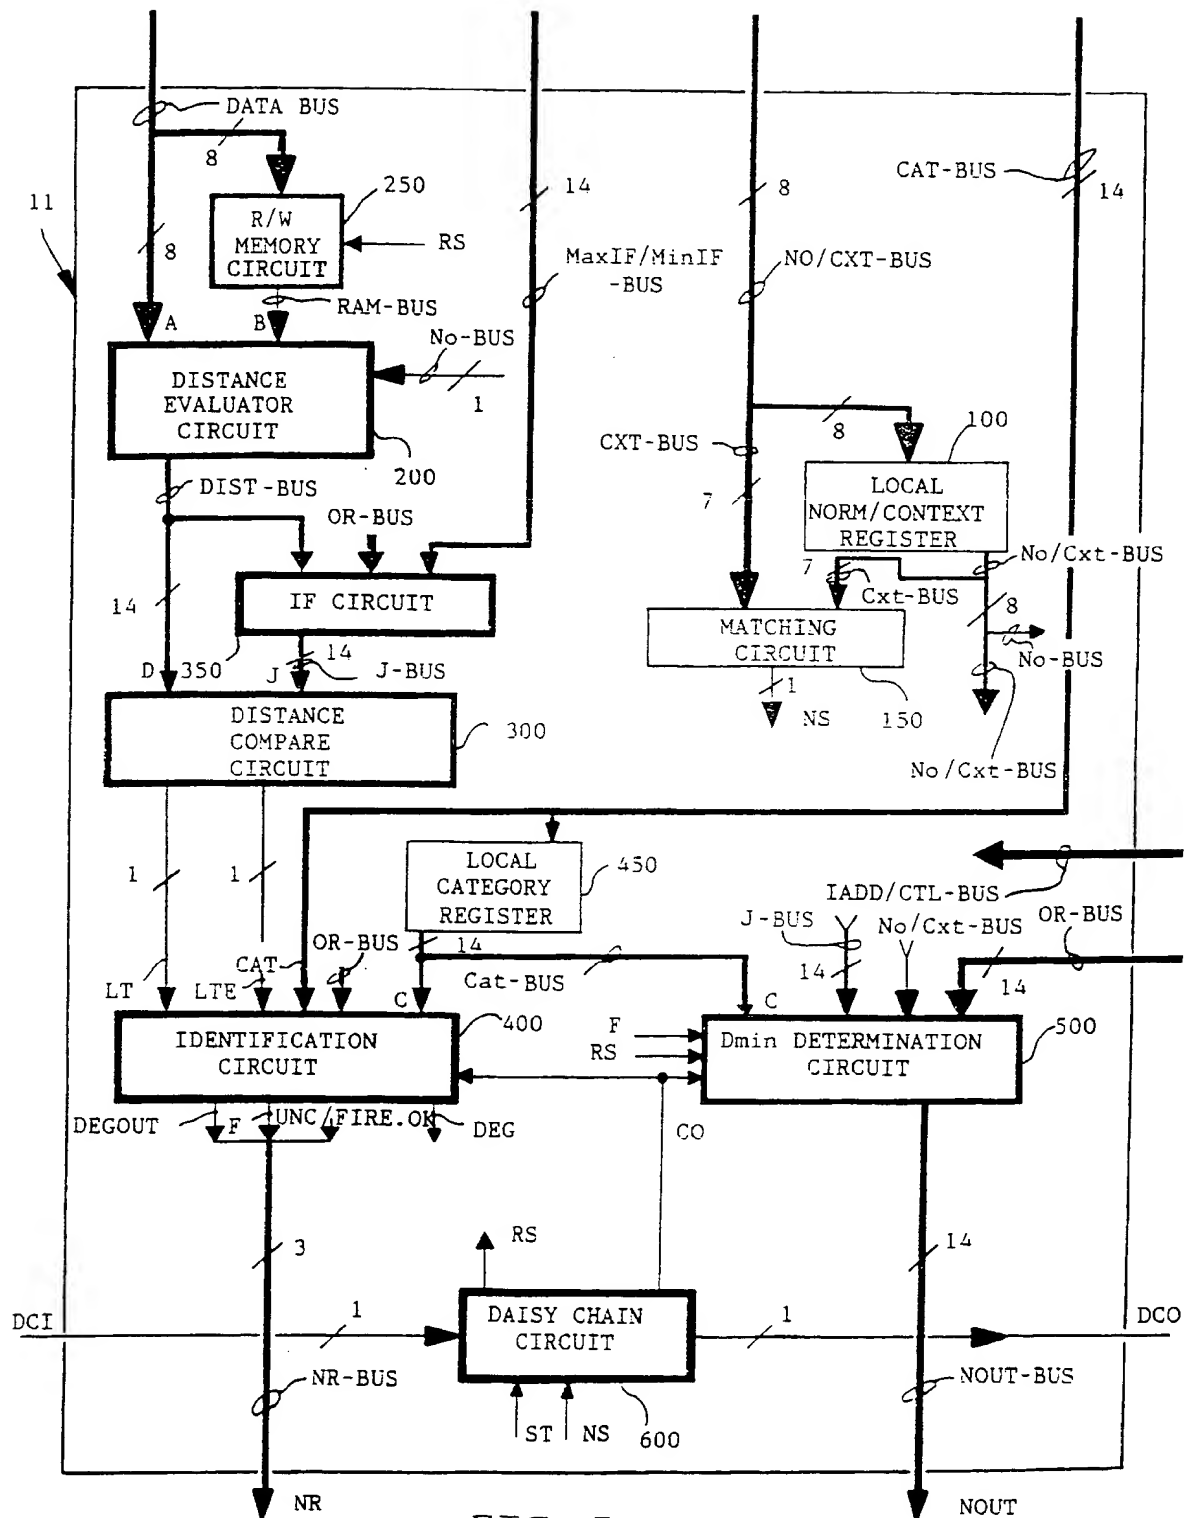 DATA BUS
8
250
14
8
CAT-BUS
14
11
R/W
MEMORY
CIRCUIT
RS
8
MaxIF/MinIF
-BUS
NO/CXT-BUS
RAM-BUS
A
B
No-BUS
1
DISTANCE
EVALUATOR
CIRCUIT
200
8
100
CXT-BUS
7
LOCAL
NORM/CONTEXT
REGISTER
DIST-BUS
OR-BUS
No/Cxt-BUS
7
Cxt-BUS
14
IF CIRCUIT
8
MATCHING
CIRCUIT
No-BUS
D
350
J
14
J-BUS
1
NS
150
DISTANCE
COMPARE
CIRCUIT
300
No/Cxt-BUS
1
1
LOCAL
CATEGORY
REGISTER
450
IADD/CTL-BUS
J-BUS
No/Cxt-BUS
OR-BUS
OR-BUS
14
CAT
Cat-BUS
14
14
LT
LTE
C
C
IDENTIFICATION
CIRCUIT
400
F
RS
Dmin DETERMINATION
CIRCUIT
500
DEGOUT
F
UNC/FIRE.OK
DEG
CO
3
RS
14
DCI
1
DAISY CHAIN
CIRCUIT
1
DCO
NR-BUS
NOUT-BUS
ST
NS
600
NR
NOUT